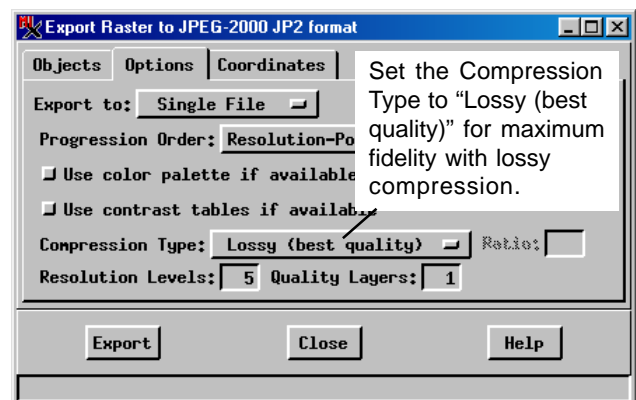 Export Raster to JPEG-2000 JP2 format
Objects Options Coordinates
Set the Compression
Type to “Lossy (best
quality)” for maximum
fidelity with lossy
compression.
Export to: Single File
Progression Order: Resolution-Po
Use color palette if available
Use contrast tables if available
Compression Type: Lossy (best quality) Ratio:
Resolution Levels: 5 Quality Layers: 1
Export Close Help